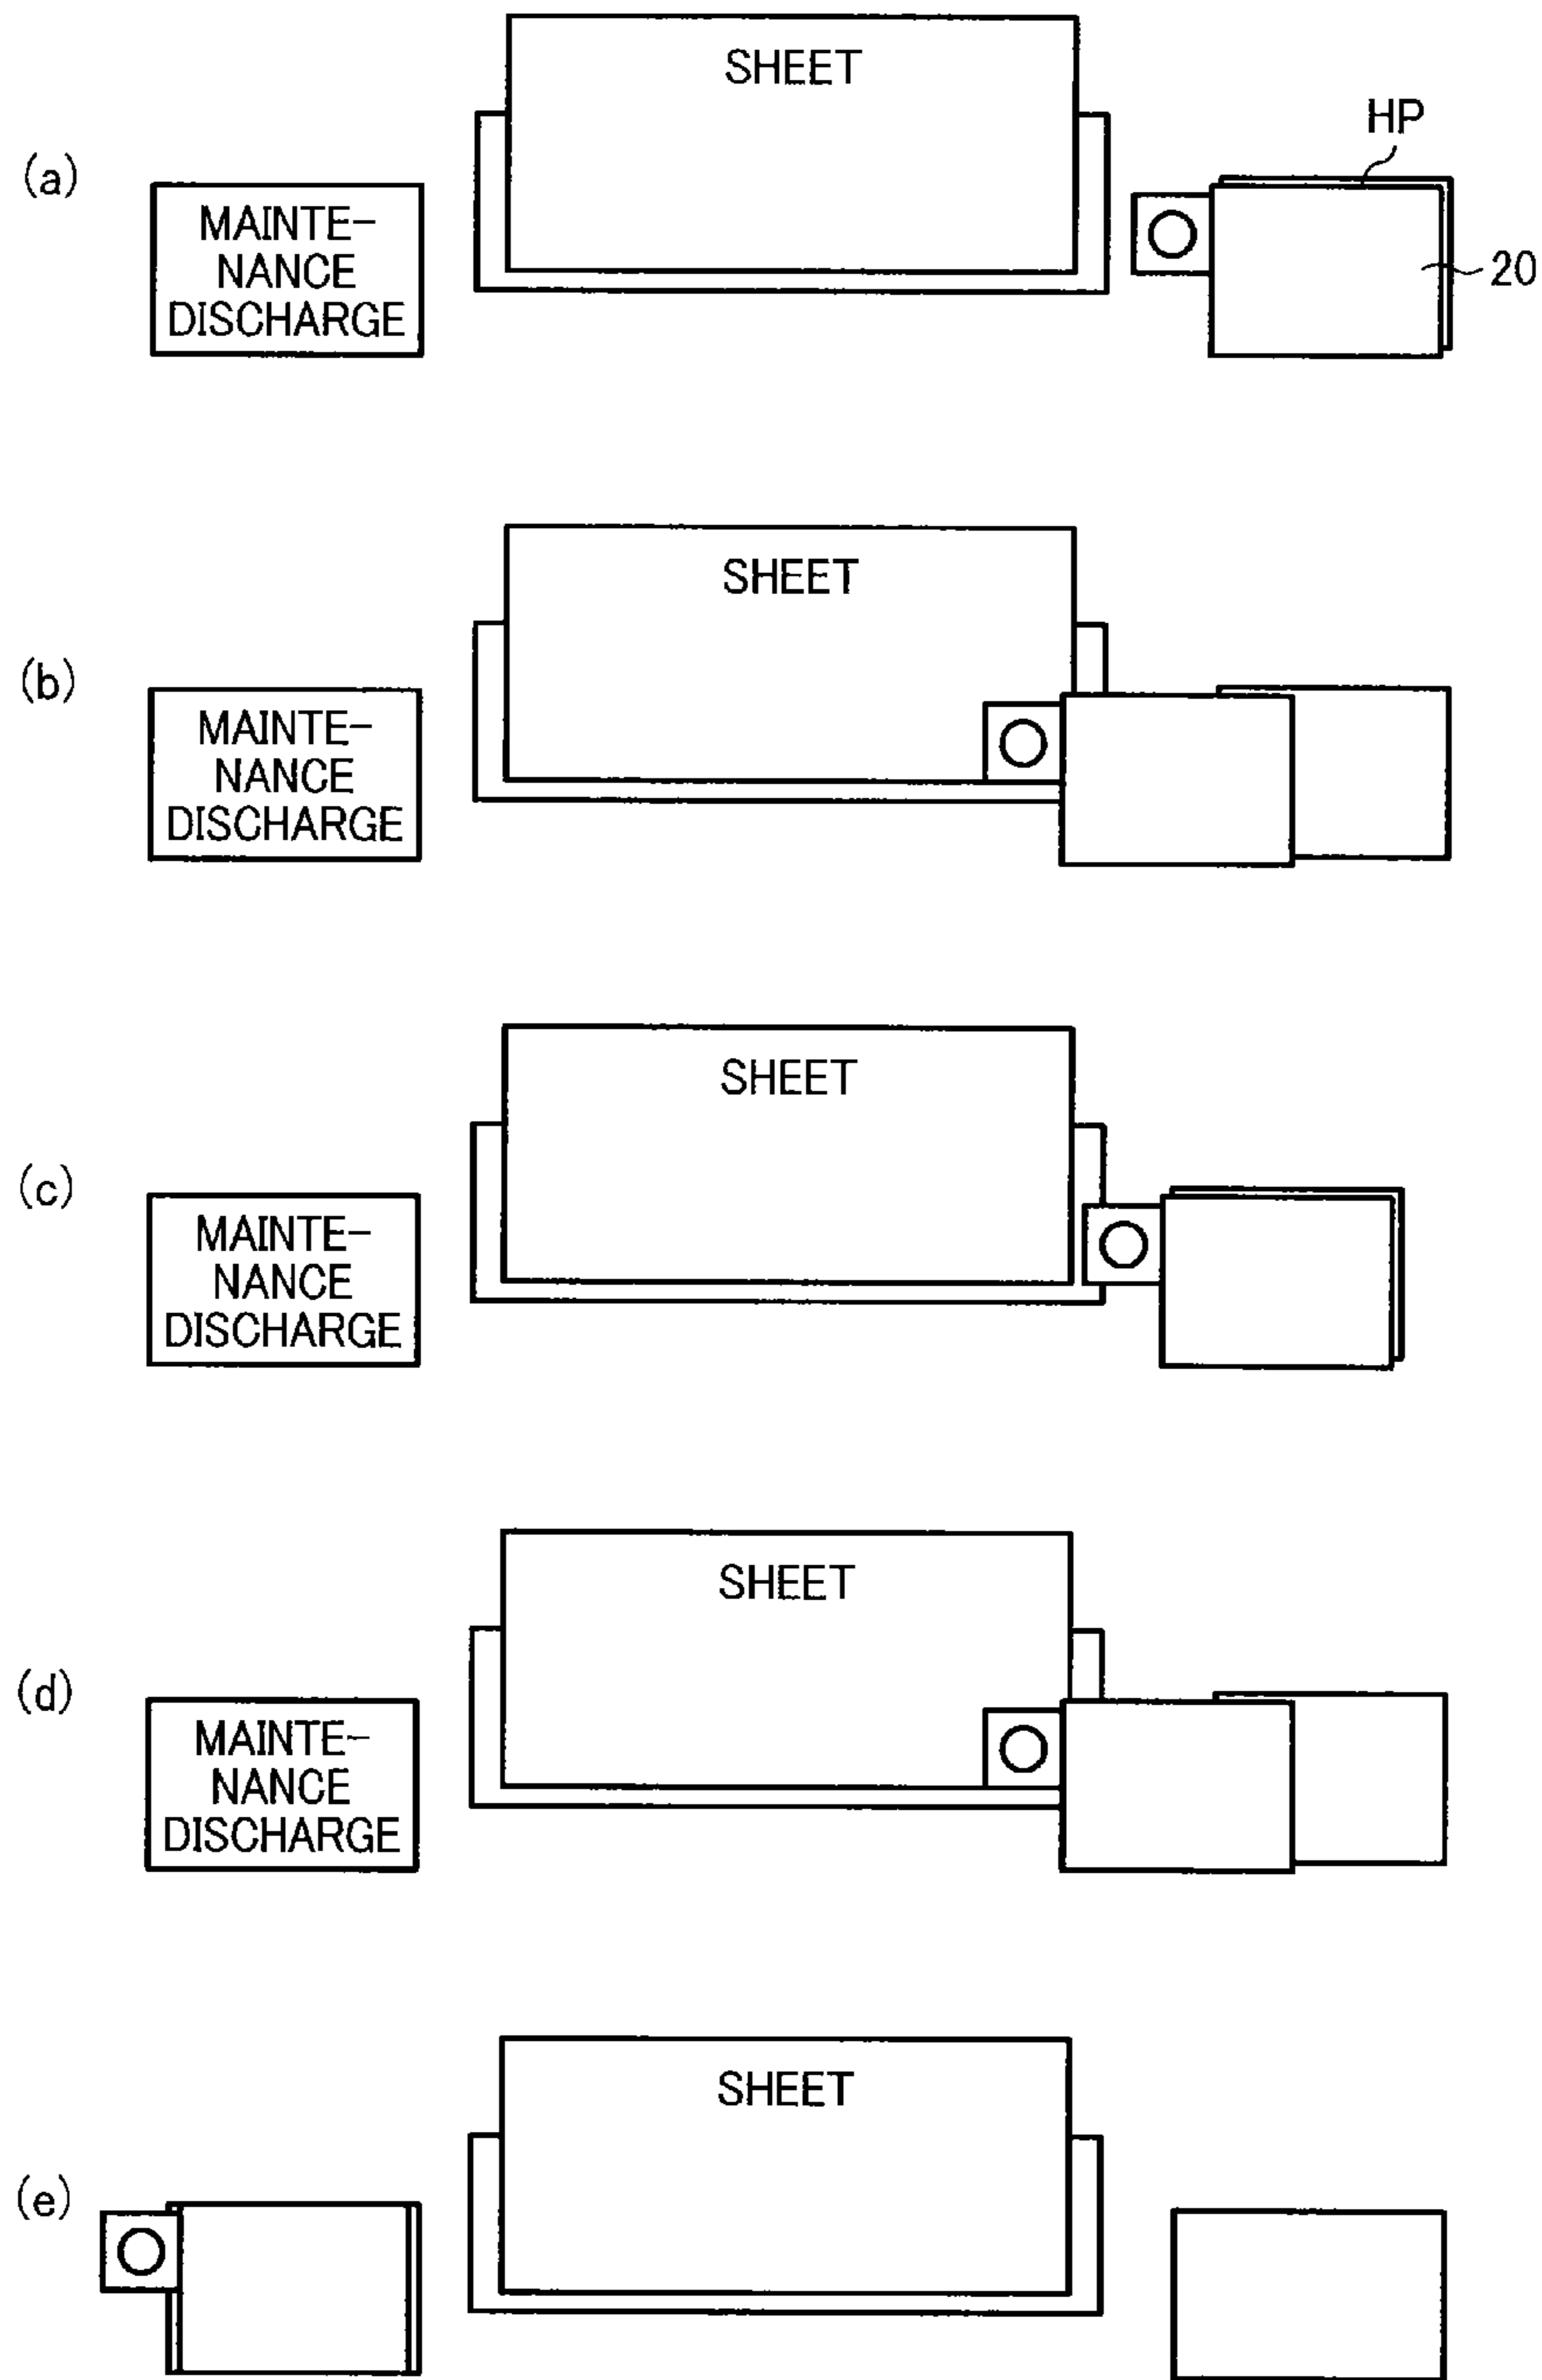 SHEET
HP
(a)
MAINTE-
NANCE
DISCHARGE
20
SHEET
(b)
MAINTE-
NANCE
DISCHARGE
SHEET
(c)
MAINTE-
NANCE
DISCHARGE
SHEET
(d)
MAINTE-
NANCE
DISCHARGE
SHEET
(e)